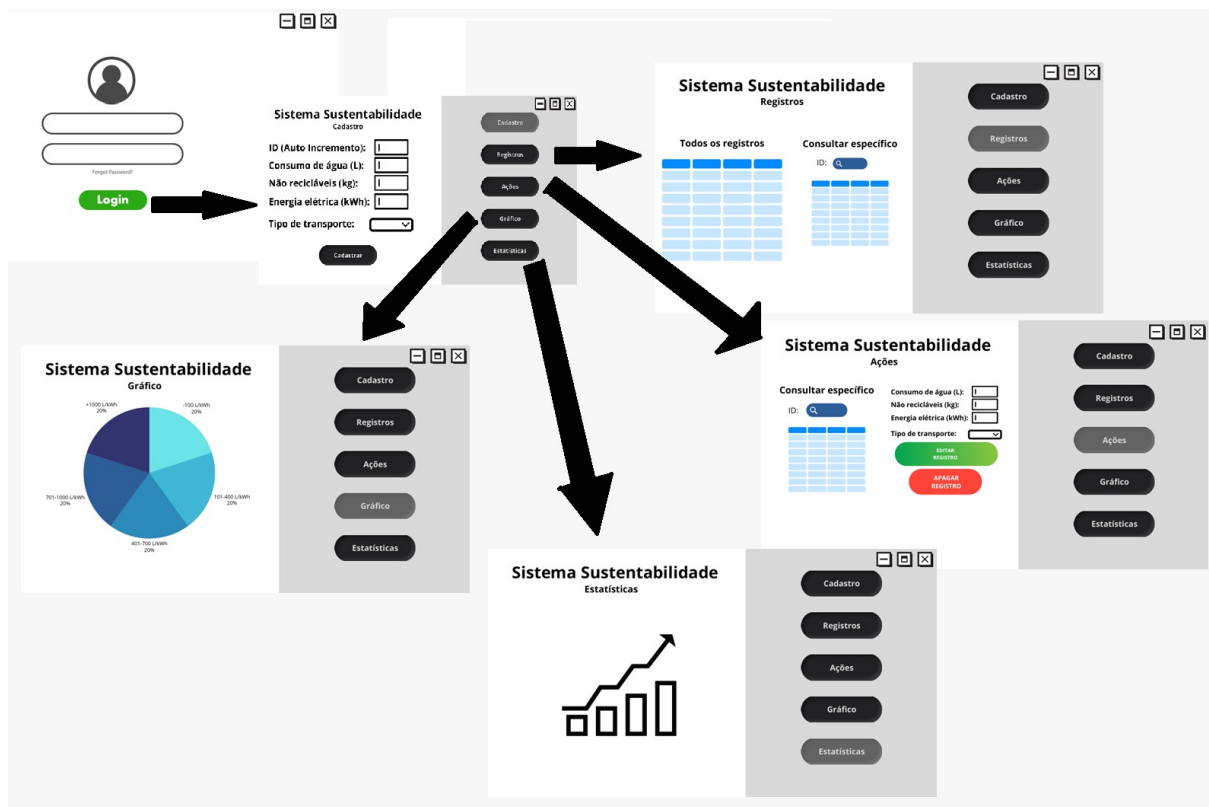 Forgot Password?
Login
Sistema Sustentabilidade
Cadastro
ID (Auto Incremento):
Consumo de água (L):
Não recicláveis (kg):
Energia elétrica (kWh):
Tipo de transporte:
Cadastrar
Cadastro
Registros
Ações
Gráfico
Estatísticas
Sistema Sustentabilidade
Registros
Todos os registros
Consultar específico
ID:
Cadastro
Registros
Ações
Gráfico
Estatísticas
Sistema Sustentabilidade
Gráfico
+1000 L/kWh
20%
-100 L/kWh
20%
701-1000 L/kWh
20%
101-400 L/kWh
20%
401-700 L/kWh
20%
Cadastro
Registros
Ações
Gráfico
Estatísticas
Sistema Sustentabilidade
Ações
Consultar específico
ID:
Consumo de água (L):
Não recicláveis (kg):
Energia elétrica (kWh):
Tipo de transporte:
EDITAR
REGISTRO
APAGAR
REGISTRO
Cadastro
Registros
Ações
Gráfico
Estatísticas
Sistema Sustentabilidade
Estatísticas
Cadastro
Registros
Ações
Gráfico
Estatísticas